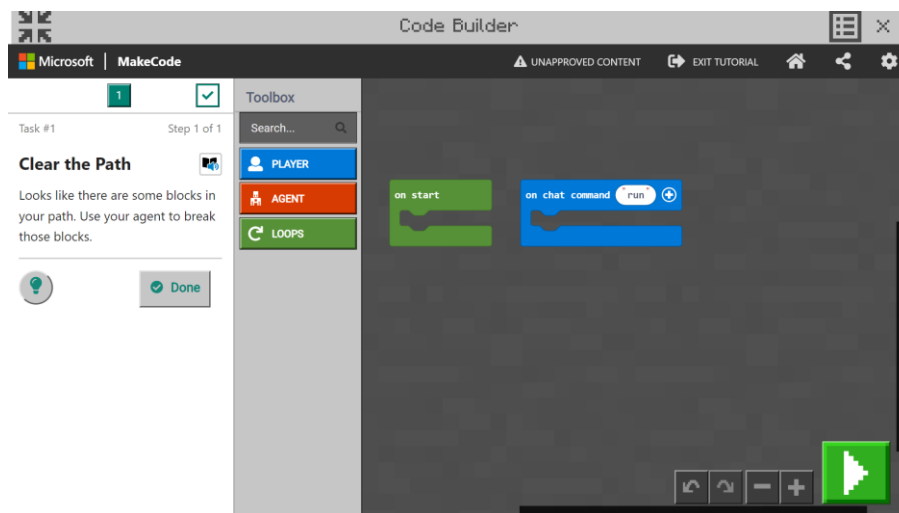 Code Builder
Microsoft | MakeCode
UNAPPROVED CONTENT
EXIT TUTORIAL
1
Task #1
Step 1 of 1
Clear the Path
Looks like there are some blocks in
your path. Use your agent to break
those blocks.
Done
Toolbox
Search...
PLAYER
AGENT
LOOPS
on start
on chat command "run"